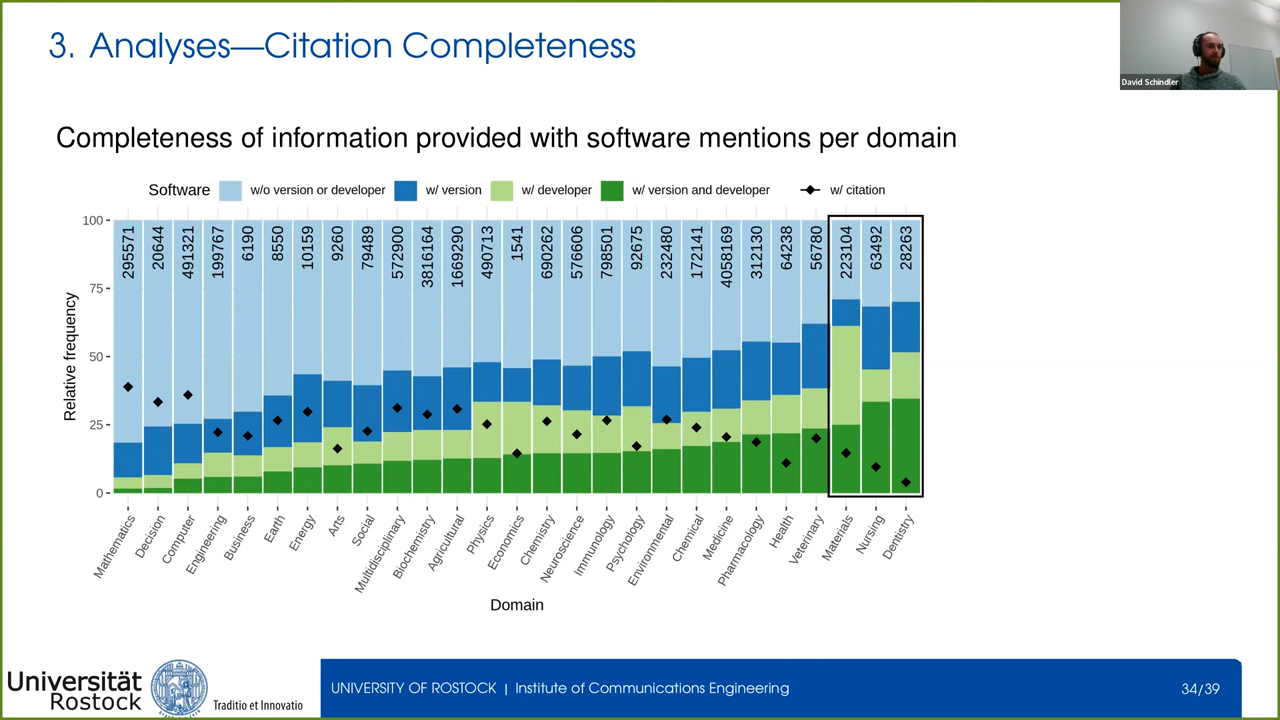 3. Analyses—Citation Completeness
David Schindler
Completeness of information provided with software mentions per domain
Software w/o version or developer w/ version w/ developer w/ version and developer w/ citation
Relative frequency
100
75
50
25
0
295571
20644
491321
199767
6190
8550
10159
9260
79489
572900
3816164
1669290
490713
1541
690262
576606
798501
92675
232480
172141
4058169
312130
64238
56780
223104
63492
28263
Mathematics
Decision
Computer
Engineering
Business
Earth
Energy
Arts
Social
Multidisciplinary
Biochemistry
Agricultural
Physics
Economics
Chemistry
Neuroscience
Immunology
Psychology
Environmental
Chemical
Medicine
Pharmacology
Health
Veterinary
Materials
Nursing
Dentistry
Domain
Universität
Rostock
Traditio et Innovatio
UNIVERSITY OF ROSTOCK | Institute of Communications Engineering
34/39